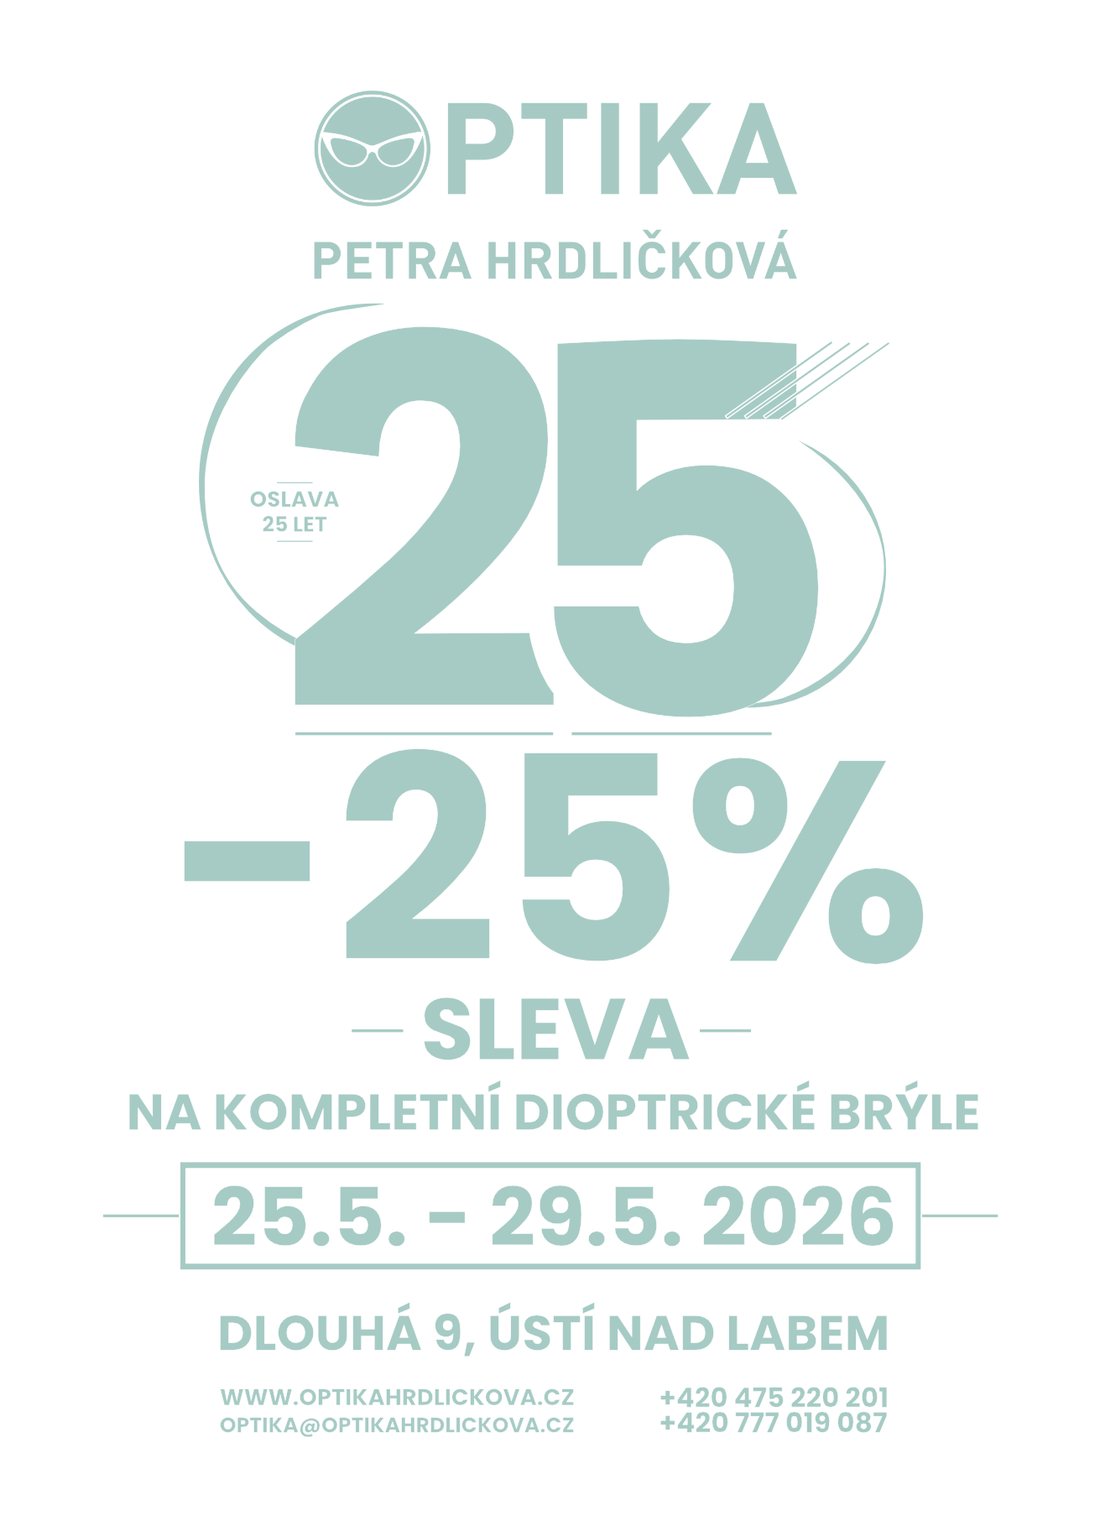 OPTIKA
PETRA HRDLIČKOVÁ
25
OSLAVA
25 LET
-25%
SLEVA
NA KOMPLETNÍ DIOPTRICKÉ BRÝLE
25.5. - 29.5. 2026
DLOUHÁ 9, ÚSTÍ NAD LABEM
WWW.OPTIKAHRDLICKOVA.CZ
OPTIKA@OPTIKAHRDLICKOVA.CZ
+420 475 220 201
+420 777 019 087